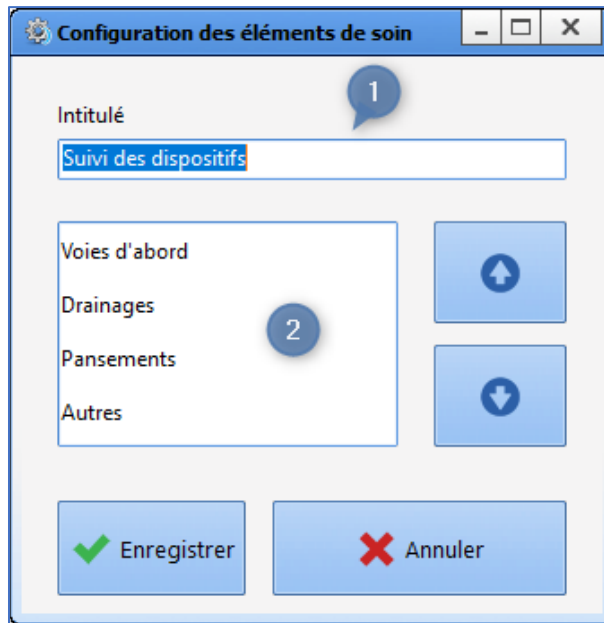 Configuration des éléments de soin
1
Intitulé
Suivi des dispositifs
Voies d'abord
Drainages
2
Pansements
Autres
Enregistrer
Annuler